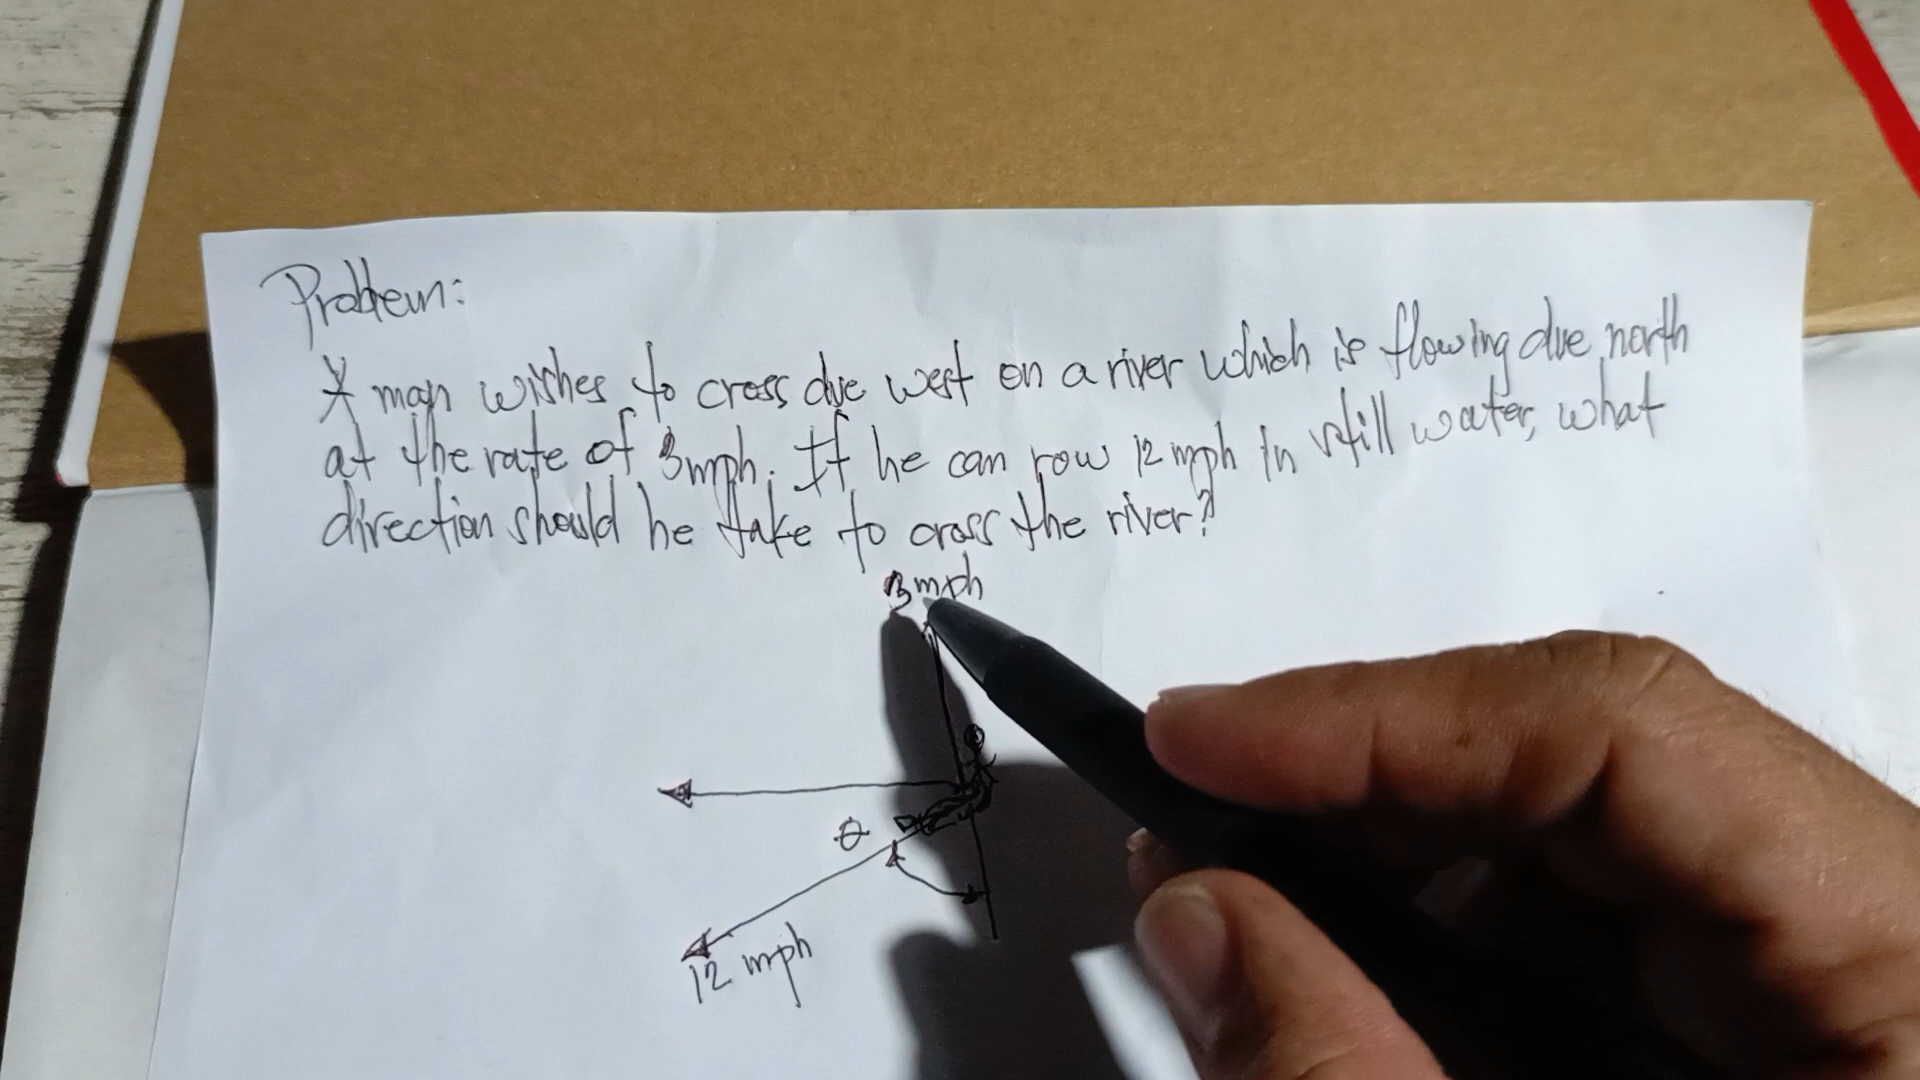 Problem:
A man wishes to cross due west on a river which is flowing due north
at the rate of 3mph. If he can row 12 mph in still water, what
direction should he take to cross the river?
3mph
θ
12 mph